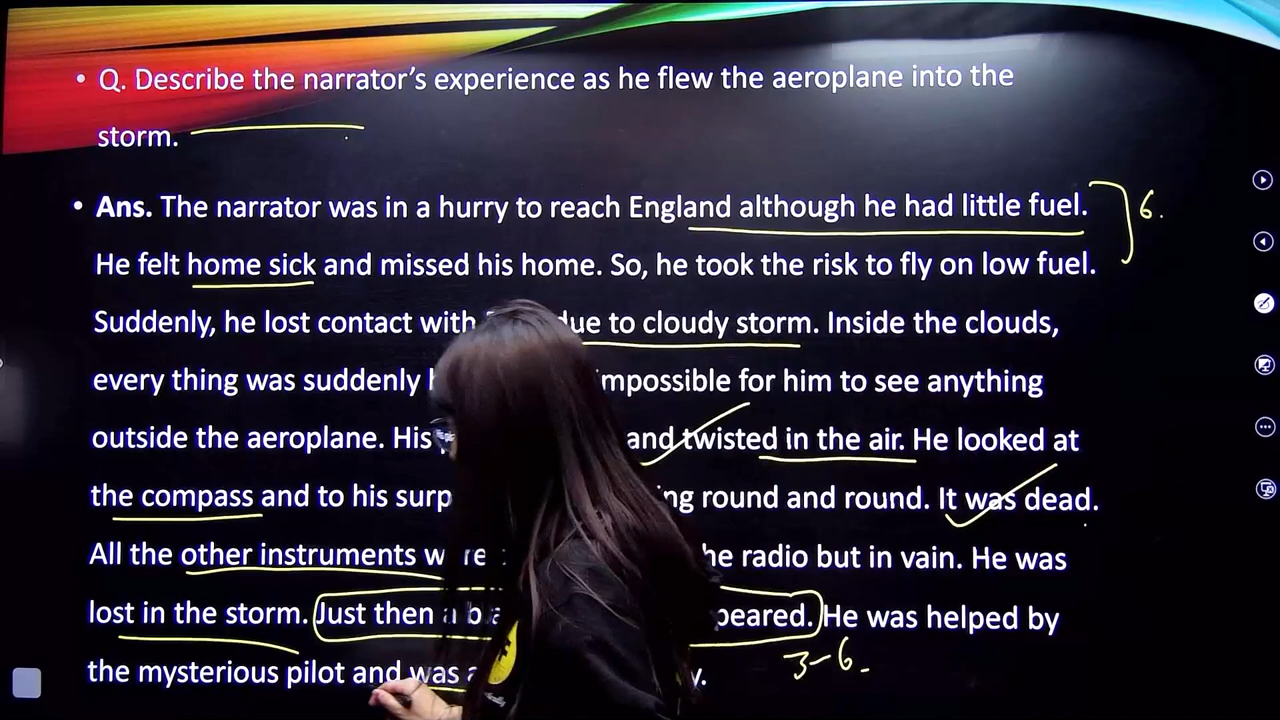 • Q. Describe the narrator's experience as he flew the aeroplane into the
storm.
• Ans. The narrator was in a hurry to reach England although he had little fuel.
6.
He felt home sick and missed his home. So, he took the risk to fly on low fuel.
Suddenly, he lost contact with due to cloudy storm. Inside the clouds,
every thing was suddenly impossible for him to see anything
outside the aeroplane. His and twisted in the air. He looked at
the compass and to his round and round. It was dead.
All the other instruments radio but in vain. He was
lost in the storm. Just then a He was helped by
3-6.
the mysterious pilot and was